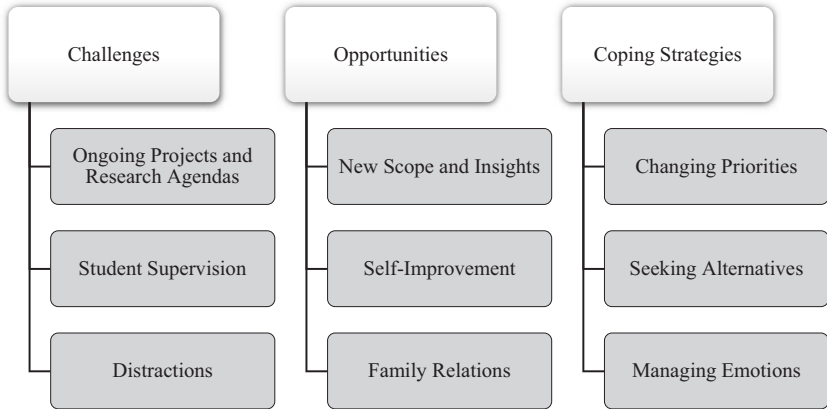 Challenges
Ongoing Projects and
Research Agendas
Student Supervision
Distractions
Opportunities
New Scope and Insights
Self-Improvement
Family Relations
Coping Strategies
Changing Priorities
Seeking Alternatives
Managing Emotions